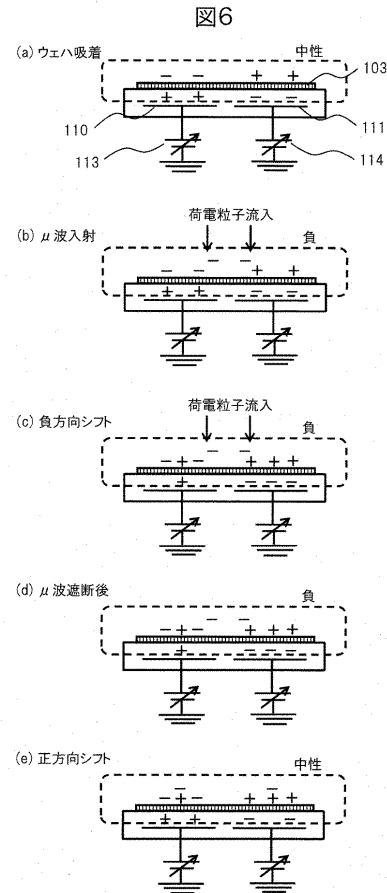 図6
(a) ウェハ吸着
中性
－ － ＋ ＋
103
＋ ＋ － －
110
111
113
114
荷電粒子流入
(b) μ波入射
負
－ －
－ － ＋ ＋
＋ ＋ － －
荷電粒子流入
(c) 負方向シフト
負
－ －
－ ＋ － ＋ ＋ ＋
＋ － － －
(d) μ波遮断後
負
－ －
－ ＋ － ＋ ＋ ＋
＋ － － －
(e) 正方向シフト
中性
－ －
－ ＋ － ＋ ＋ ＋
＋ ＋ － －